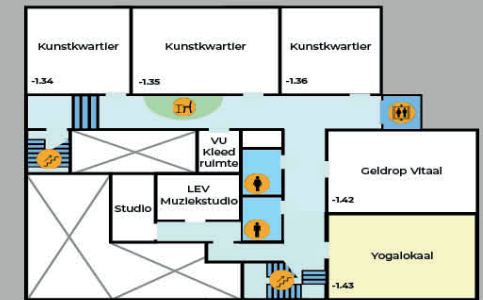 Kunstkwartier
Kunstkwartier
Kunstkwartier
-1.34
-1.35
-1.36
VU
Kleed
ruimte
LEV
Muziekstudio
Studio
Geldrop Vitaal
-1.42
Yogalokaal
-1.43